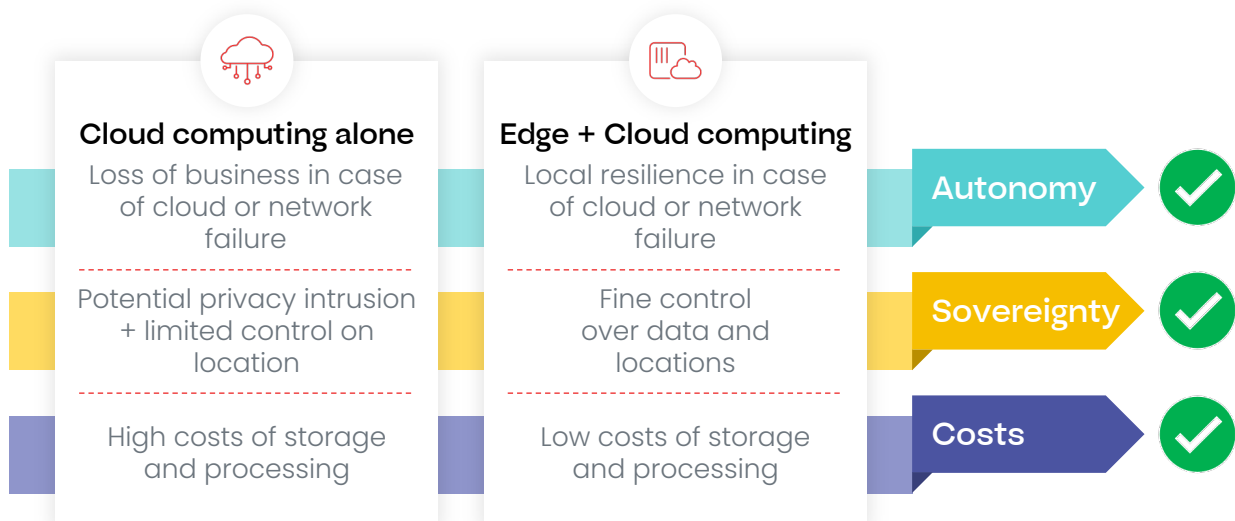 Cloud computing alone
Loss of business in case
of cloud or network
failure
Potential privacy intrusion
+ limited control on
location
High costs of storage
and processing
Edge + Cloud computing
Local resilience in case
of cloud or network
failure
Fine control
over data and
locations
Low costs of storage
and processing
Autonomy
Sovereignty
Costs